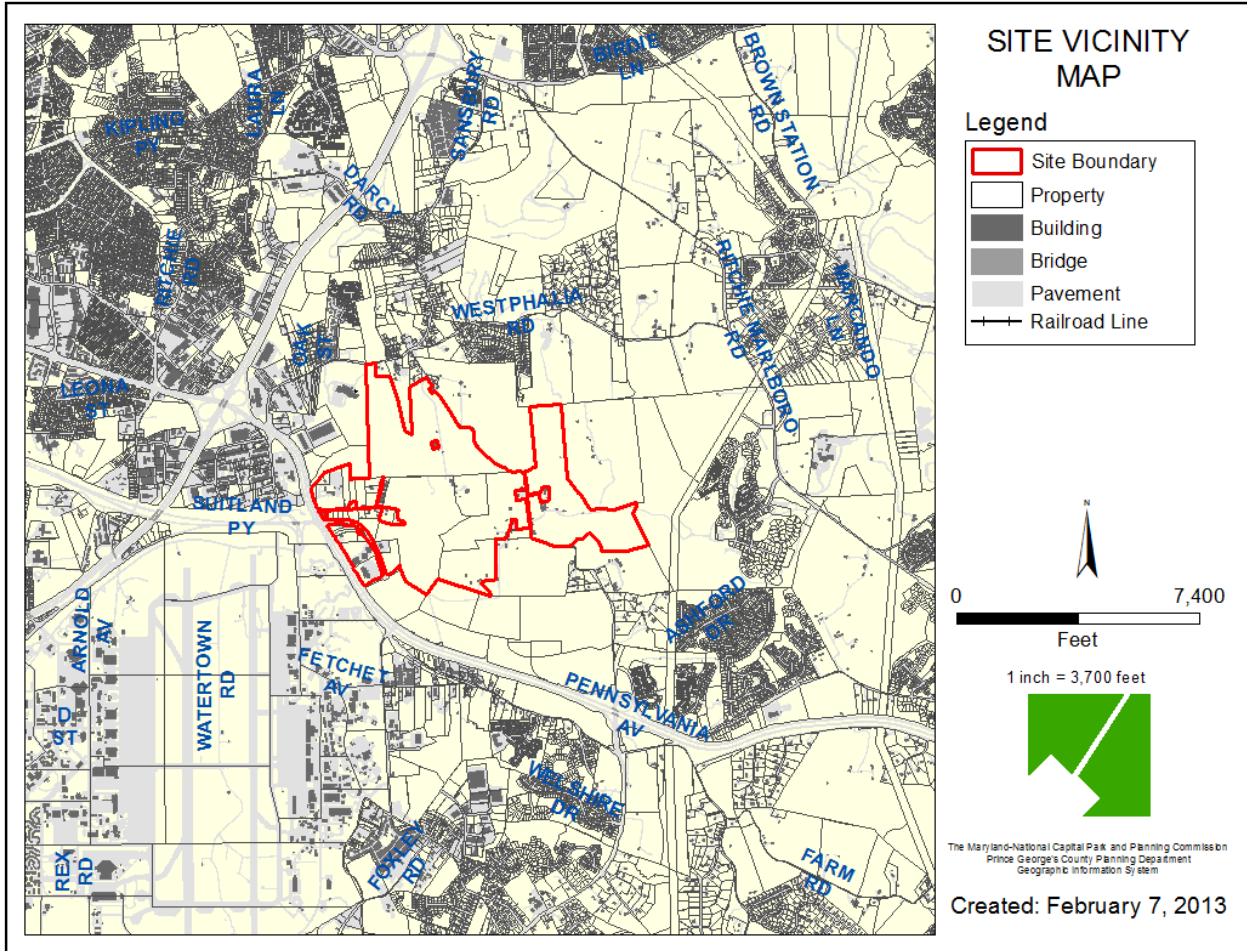 SITE VICINITY
MAP
Legend
Site Boundary
Property
Building
Bridge
Pavement
Railroad Line
N
0
7,400
Feet
1 inch = 3,700 feet
The Maryland-National Capital Park and Planning Commission
Prince George's County Planning Department
Geographic Information System
Created: February 7, 2013
BIRDIE
LN
BROWN STATION
RD
LAURA
LN
SANSBURY
RD
KIPLING
PY
DARCY
RD
RITCHIE
RD
RITCHIE MARLBORO
RD
MARCANDO
LN
WESTPHALIA
RD
OAK
ST
LEONA
ST
SUITLAND
PY
ARNOLD
AV
WATERTOWN
RD
ASHFORD
DR
FETCHET
AV
PENNSYLVANIA
AV
D
ST
WELSHIRE
DR
FOXLEY
RD
REX
RD
FARM
RD